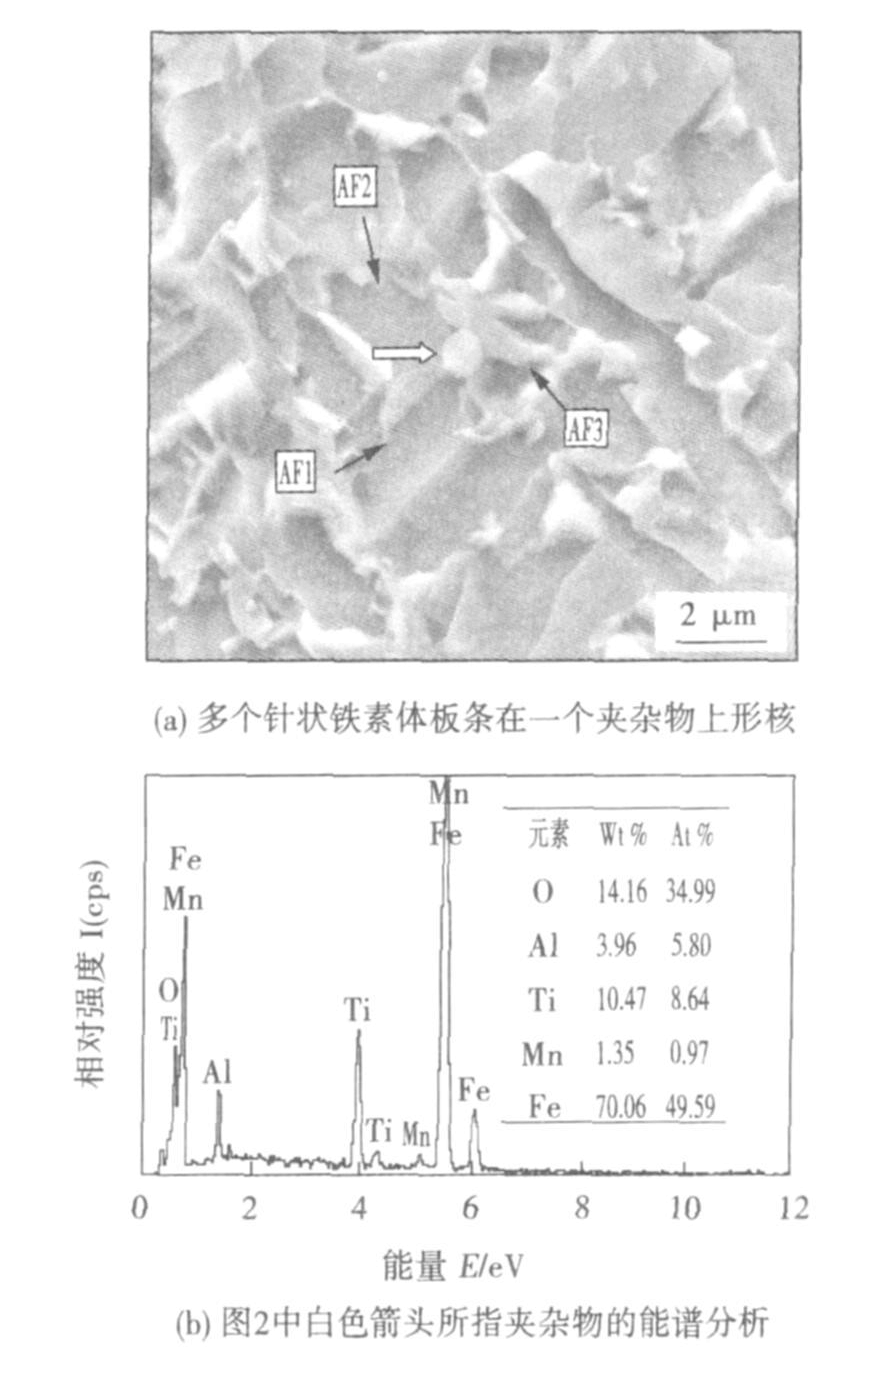 AF2
AF3
AF1
2 μm
(a) 多个针状铁素体板条在一个夹杂物上形核
相对强度 I(cps)
Fe
Mn
O
Ti
Al
Ti
Ti
Mn
Mn
Fe
Fe
元素 Wt % At %
O 14.16 34.99
Al 3.96 5.80
Ti 10.47 8.64
Mn 1.35 0.97
Fe 70.06 49.59
0 2 4 6 8 10 12
能量 E/eV
(b) 图2中白色箭头所指夹杂物的能谱分析